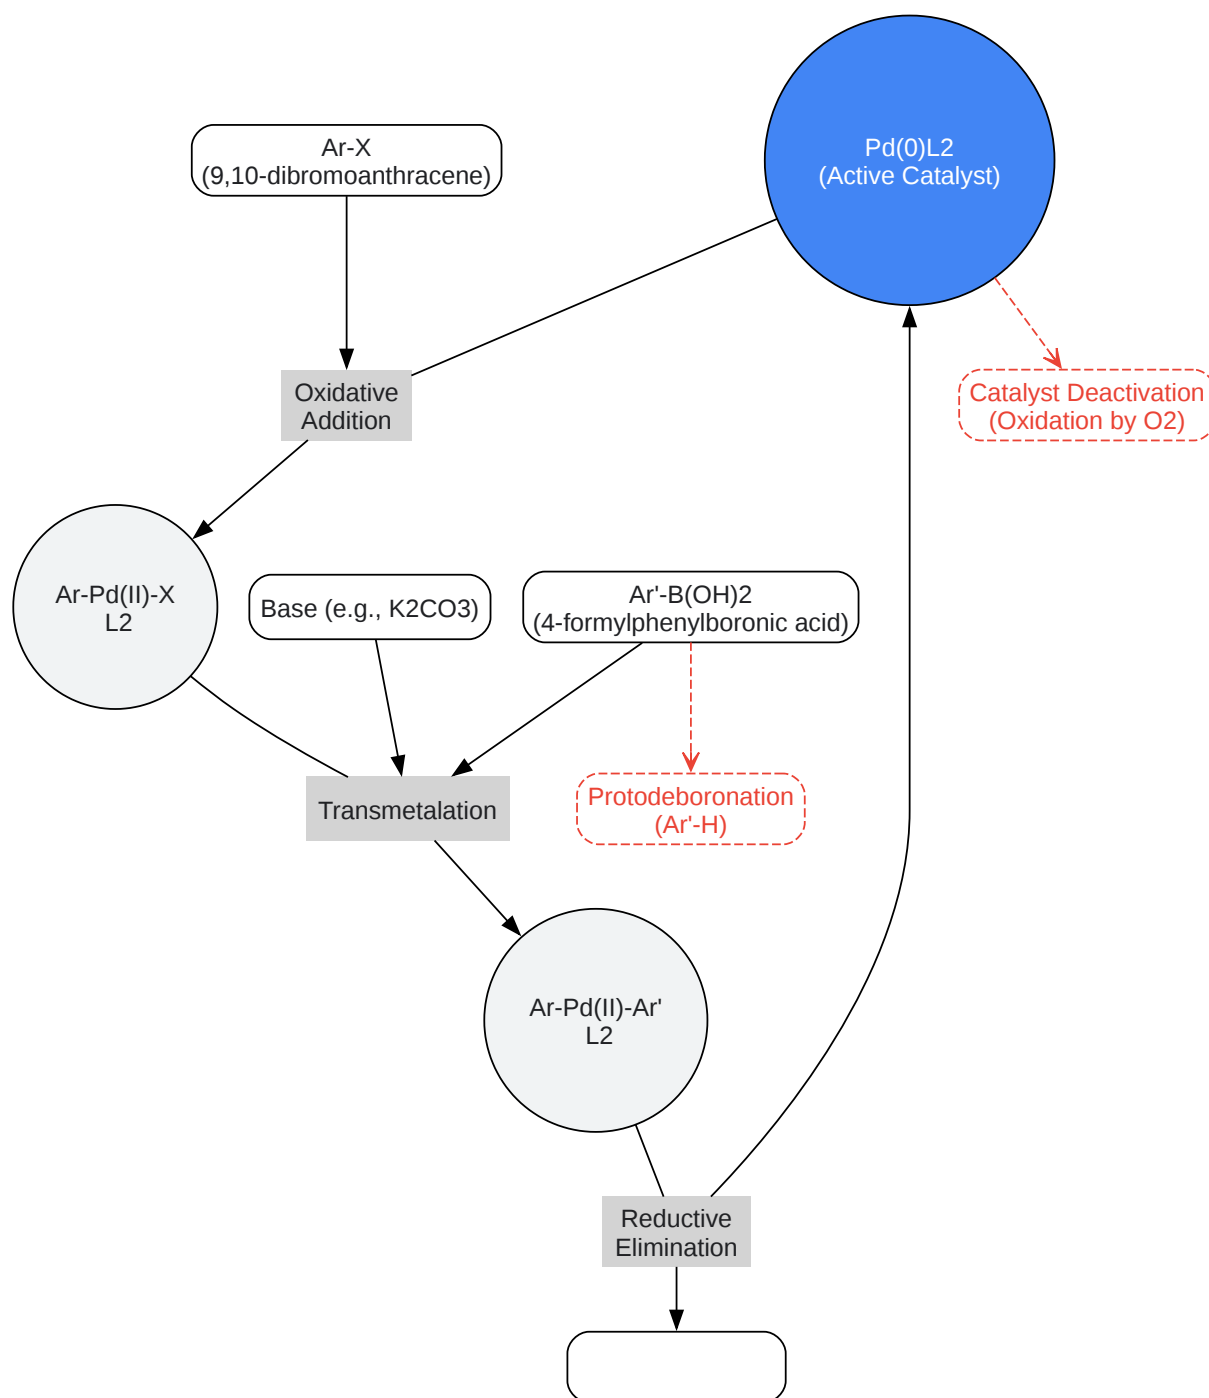 Pd(0)L2
(Active Catalyst)
Ar-X
(9,10-dibromoanthracene)
Oxidative
Addition
Catalyst Deactivation
(Oxidation by O2)
Ar-Pd(II)-X
L2
Base (e.g., K2CO3)
Ar'-B(OH)2
(4-formylphenylboronic acid)
Transmetalation
Protodeboronation
(Ar'-H)
Ar-Pd(II)-Ar'
L2
Reductive
Elimination